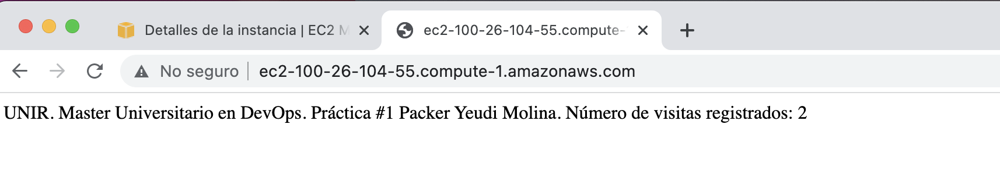 Detalles de la instancia | EC2 M
ec2-100-26-104-55.compute-
No seguro
ec2-100-26-104-55.compute-1.amazonaws.com
UNIR. Master Universitario en DevOps. Práctica #1 Packer Yeudi Molina. Número de visitas registrados: 2